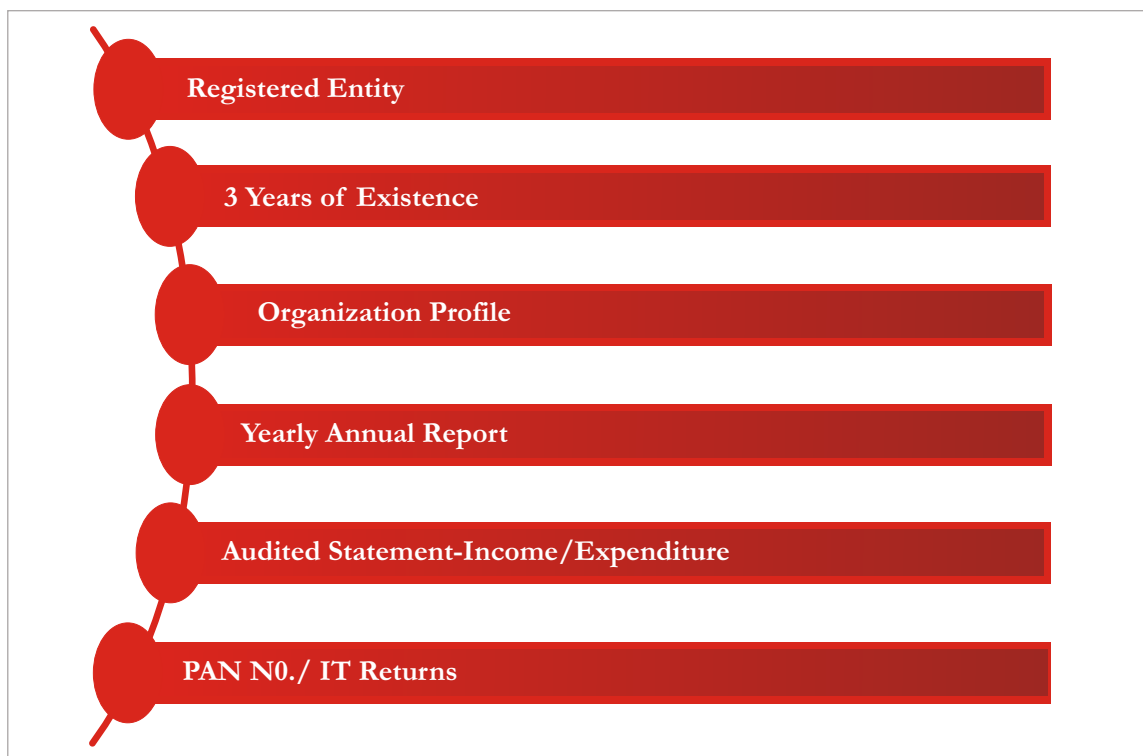 Registered Entity
3 Years of Existence
Organization Profile
Yearly Annual Report
Audited Statement-Income/Expenditure
PAN N0./ IT Returns